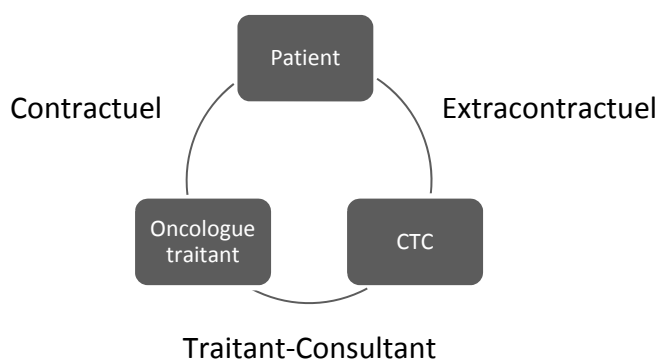 Patient
Contractuel
Extracontractuel
Oncologue
traitant
CTC
Traitant-Consultant